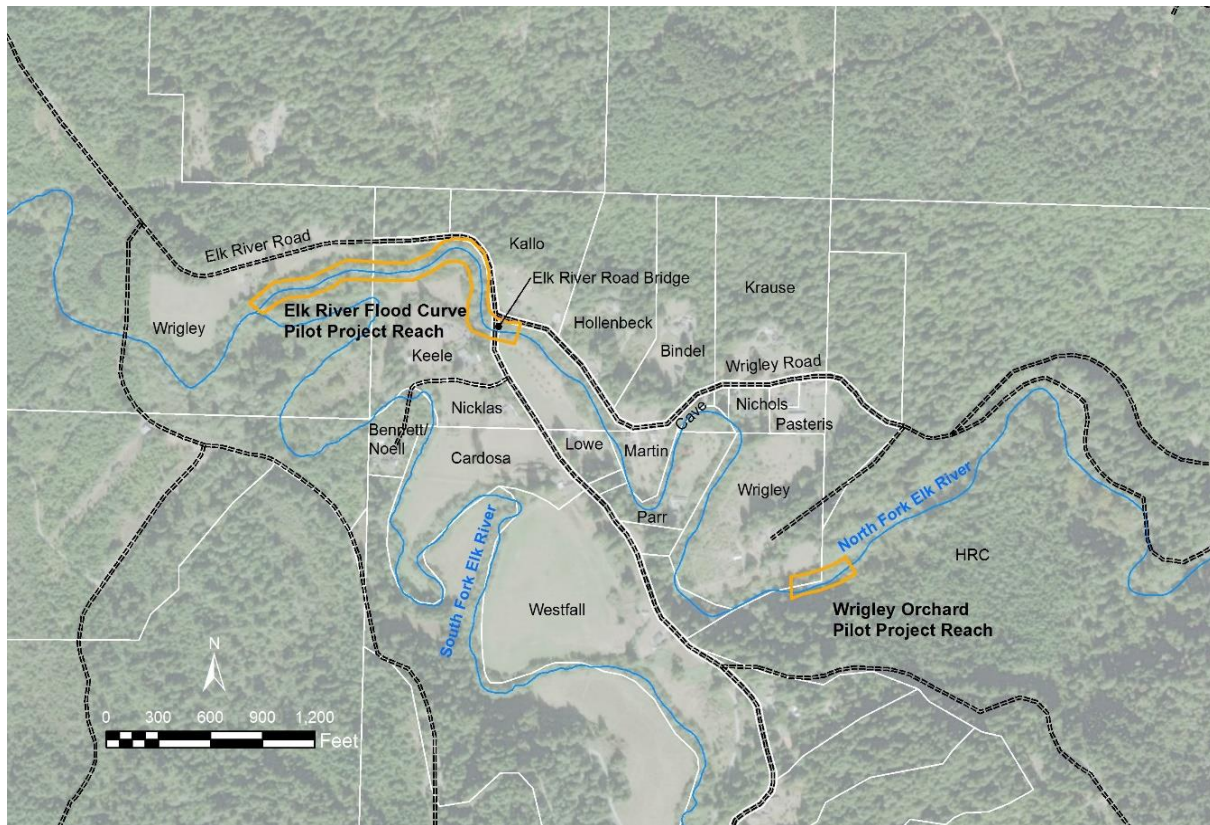 Elk River Road
Kallo
Elk River Road Bridge
Krause
Elk River Flood Curve
Pilot Project Reach
Wrigley
Hollenbeck
Bindel
Keele
Wrigley Road
Nicklas
Cave
Nichols
Pasteris
Bennett/
Noell
Lowe
Martin
Cardosa
Wrigley
Parr
North Fork Elk River
HRC
South Fork Elk River
Westfall
Wrigley Orchard
Pilot Project Reach
N
0 300 600 900 1,200
Feet